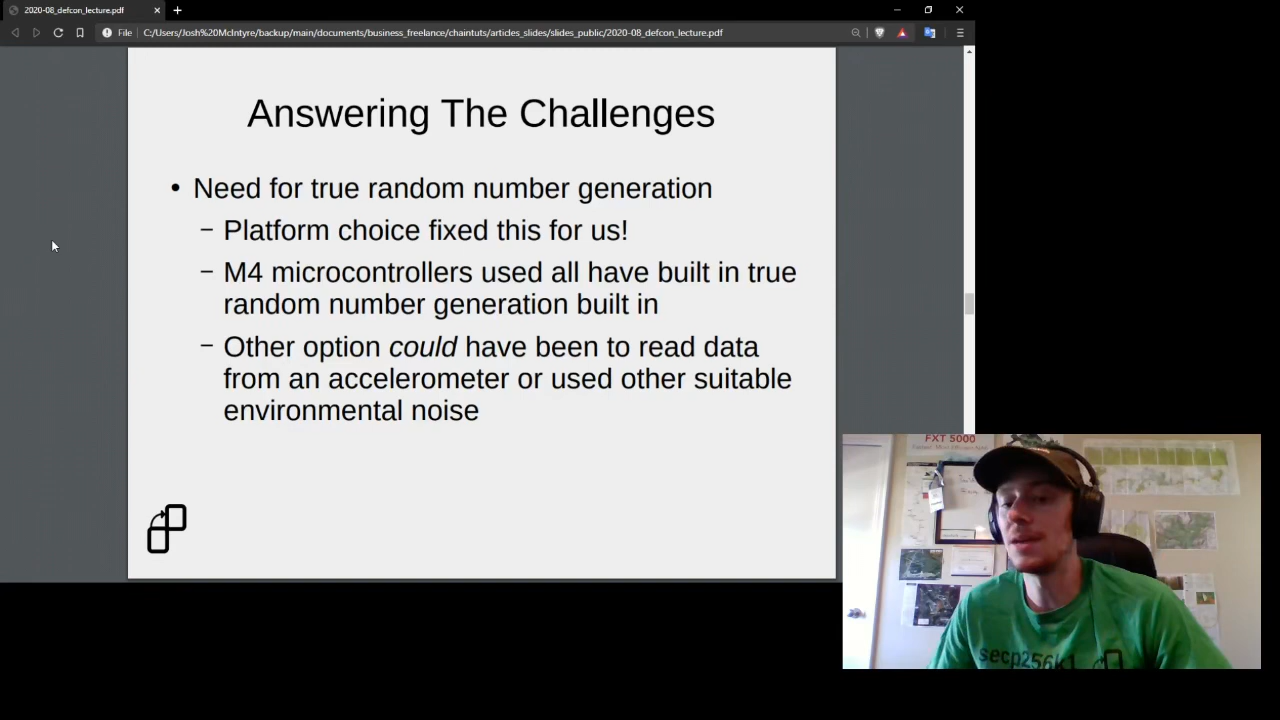 2020-08_defcon_lecture.pdf
File
C:/Users/Josh%20McIntyre/backup/main/documents/business_freelance/chaintuts/articles_slides/slides_public/2020-08_defcon_lecture.pdf
Answering The Challenges
• Need for true random number generation
– Platform choice fixed this for us!
– M4 microcontrollers used all have built in true
random number generation built in
– Other option could have been to read data
from an accelerometer or used other suitable
environmental noise
FXT 5000
secp256k1